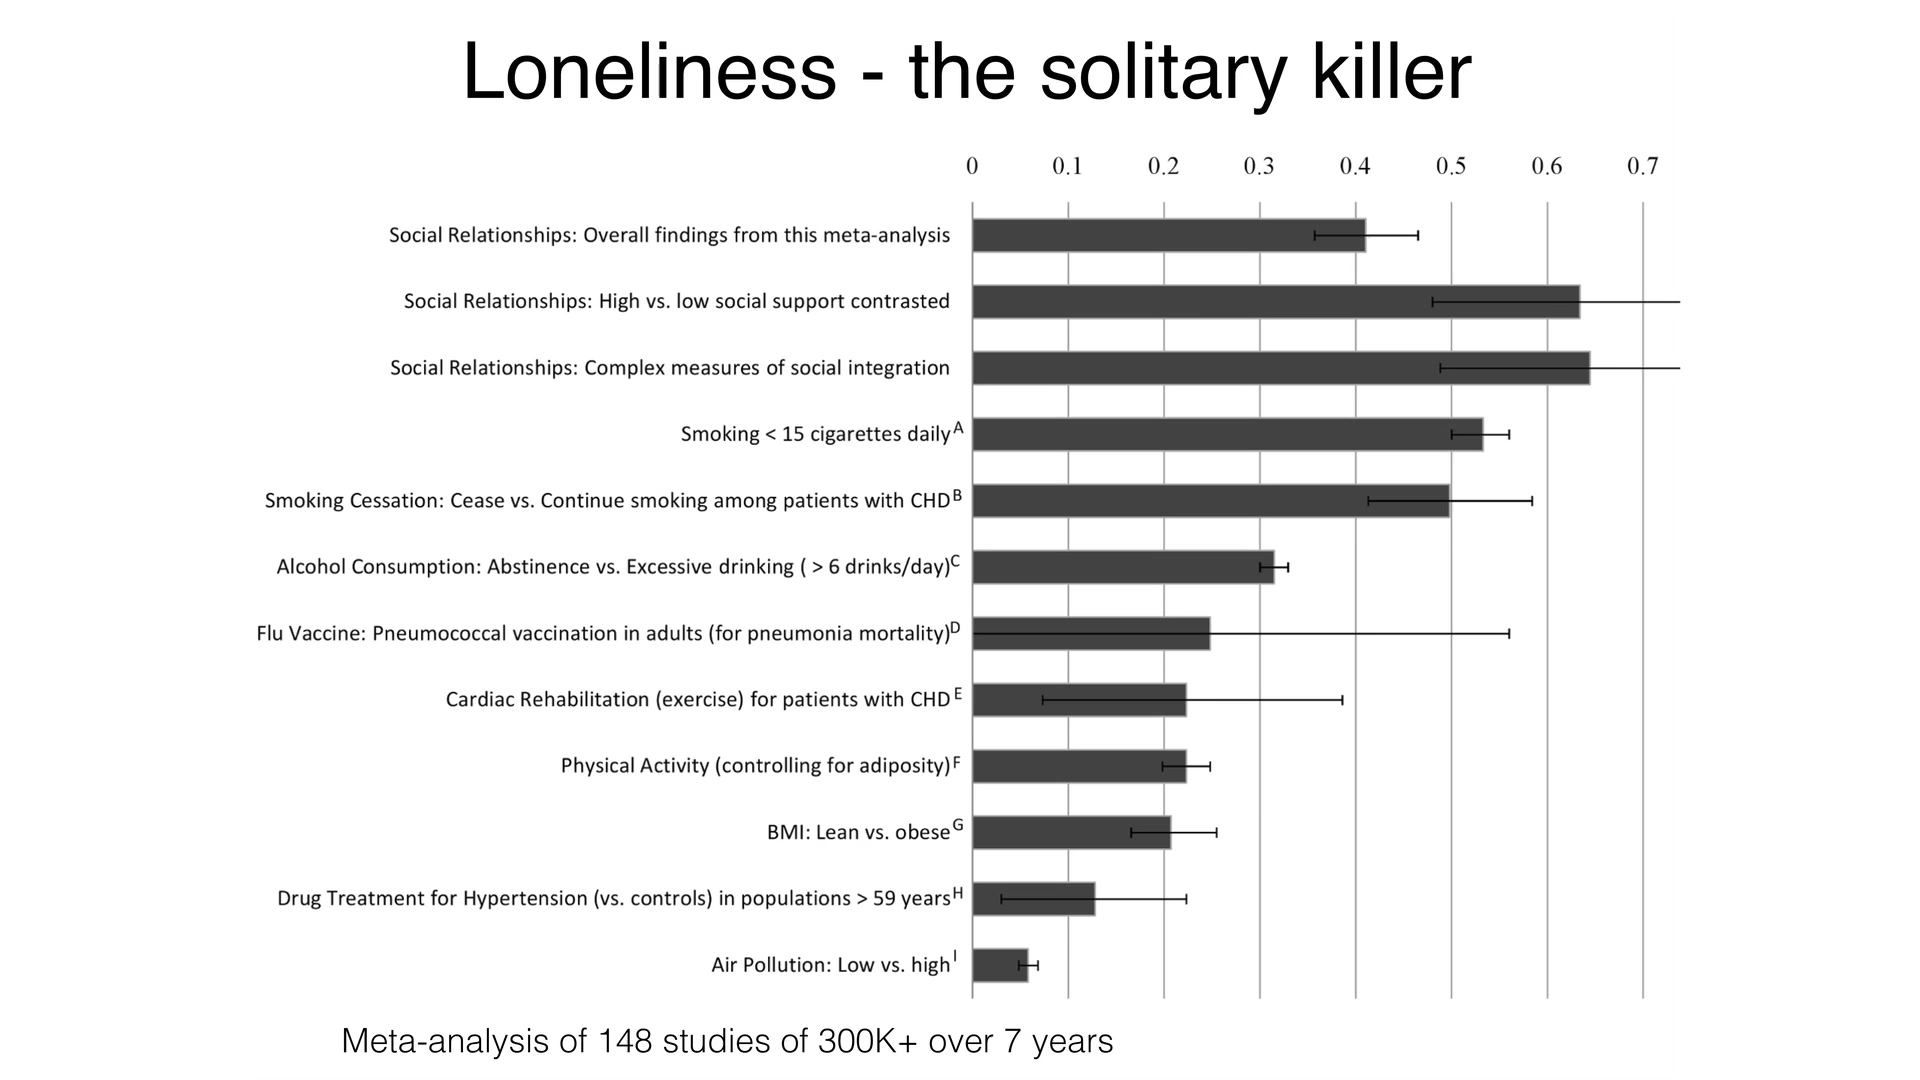 Loneliness - the solitary killer
0 0.1 0.2 0.3 0.4 0.5 0.6 0.7
Social Relationships: Overall findings from this meta-analysis
Social Relationships: High vs. low social support contrasted
Social Relationships: Complex measures of social integration
Smoking < 15 cigarettes daily A
Smoking Cessation: Cease vs. Continue smoking among patients with CHD B
Alcohol Consumption: Abstinence vs. Excessive drinking ( > 6 drinks/day) C
Flu Vaccine: Pneumococcal vaccination in adults (for pneumonia mortality) D
Cardiac Rehabilitation (exercise) for patients with CHD E
Physical Activity (controlling for adiposity) F
BMI: Lean vs. obese G
Drug Treatment for Hypertension (vs. controls) in populations > 59 years H
Air Pollution: Low vs. high I
Meta-analysis of 148 studies of 300K+ over 7 years